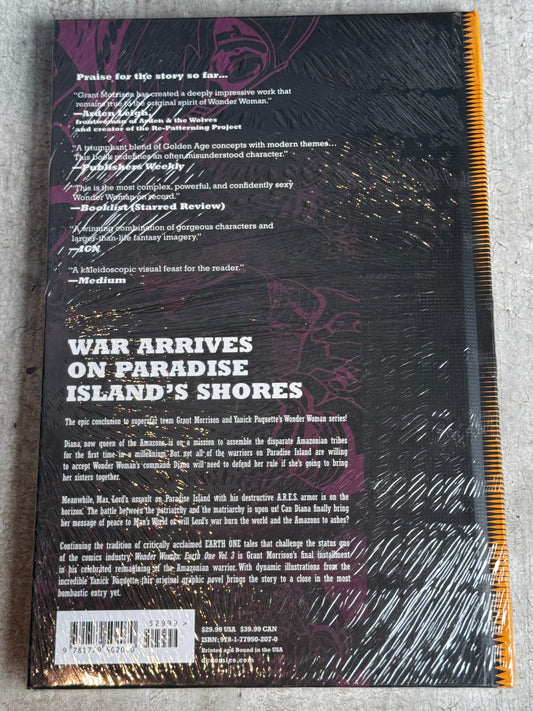 Praise for the story so far...
"Grant Morrison has created a deeply impressive work that
remains true to the original spirit of Wonder Woman."
—Arden Leigh,
frontwoman of Arden & the Wolves
and creator of the Re-Patterning Project
"A triumphant blend of Golden Age concepts with modern themes...
This book redefines an often misunderstood character."
—Publishers Weekly
"This is the most complex, powerful, and confidently sexy
Wonder Woman on record."
—Booklist (Starred Review)
"A winning combination of gorgeous characters and
larger-than-life fantasy imagery."
—IGN
"A kaleidoscopic visual feast for the reader."
—Medium
WAR ARRIVES
ON PARADISE
ISLAND'S SHORES
The epic conclusion to superstar team Grant Morrison and Yanick Paquette's Wonder Woman series!
Diana, now queen of the Amazons, is on a mission to assemble the disparate Amazonian tribes
for the first time in a millennium. But not all of the warriors on Paradise Island are willing
to accept Wonder Woman's command. Diana will need to defend her rule if she's going to bring
her sisters together.
Meanwhile, Max Lord's assault on Paradise Island with his destructive A.R.E.S. armor is on the
horizon. The battle between the patriarchy and the matriarchy is upon us! Can Diana finally bring
her message of peace to Man's World or will Lord's war burn the world and the Amazons to ashes?
Continuing the tradition of critically acclaimed EARTH ONE tales that challenge the status quo
of the comics industry, Wonder Woman: Earth One Vol. 3 is Grant Morrison's final installment
in his celebrated reimagining of the Amazonian warrior. With dynamic illustrations from the
incredible Yanick Paquette, this original graphic novel brings the story to a close in the most
bombastic entry yet.
52999 >
$29.99 USA $39.99 CAN
ISBN: 978-1-77950-207-0
Printed and Bound in the USA
dccomics.com